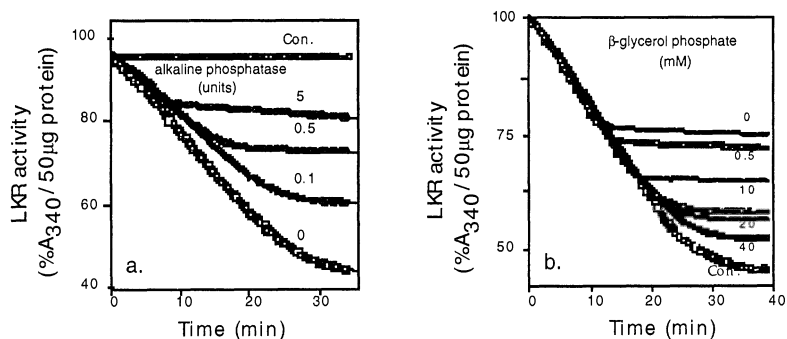 100
80
60
40
LKR activity
(%A340/ 50µg protein)
Con.
alkaline phosphatase
(units)
5
0.5
0.1
0
a.
0
10
20
30
Time (min)
100
75
50
LKR activity
(%A340/ 50µg protein)
β-glycerol phosphate
(mM)
0
0.5
10
20
40
Con.
b.
0
10
20
30
40
Time (min)